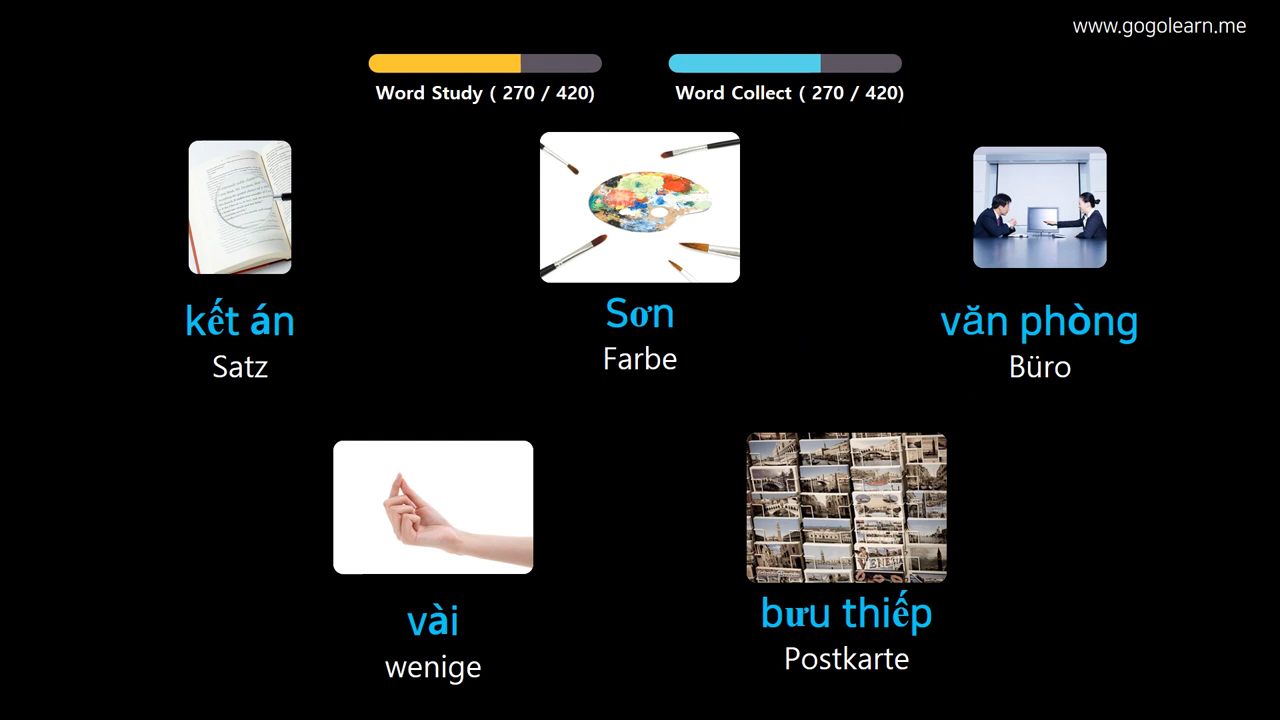 www.gogolearn.me
Word Study ( 270 / 420)
Word Collect ( 270 / 420)
kết án
Satz
Sơn
Farbe
văn phòng
Büro
vài
wenige
bưu thiếp
Postkarte